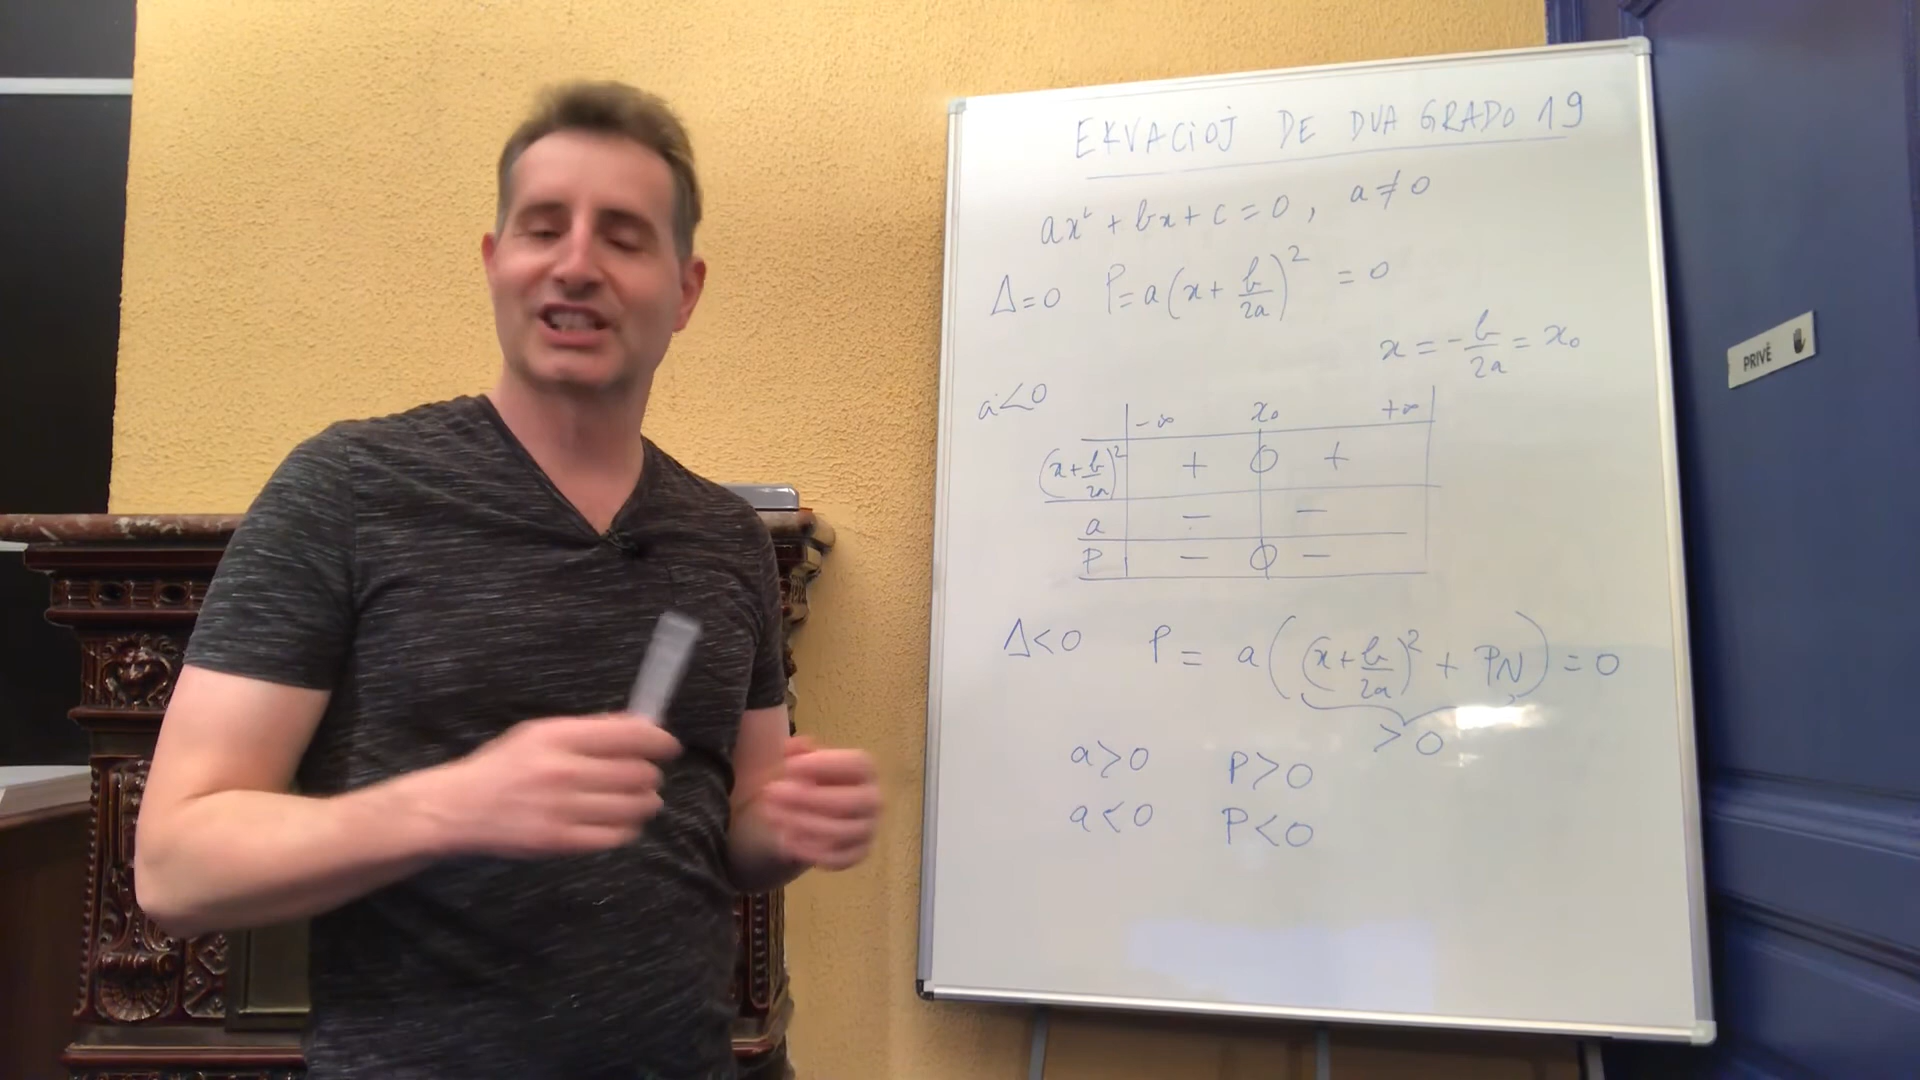 EKVACIOJ DE DUA GRADO 19
ax² + bx + c = 0, a ≠ 0
Δ = 0 P = a(x + b/2a)² = 0
x = -b/2a = x₀
a < 0
-∞ x₀ +∞
(x + b/2a)² + 0 +
a - -
P - 0 -
Δ < 0 P = a((x + b/2a)² + PN) = 0
> 0
a > 0 P > 0
a < 0 P < 0
PRIVÉ